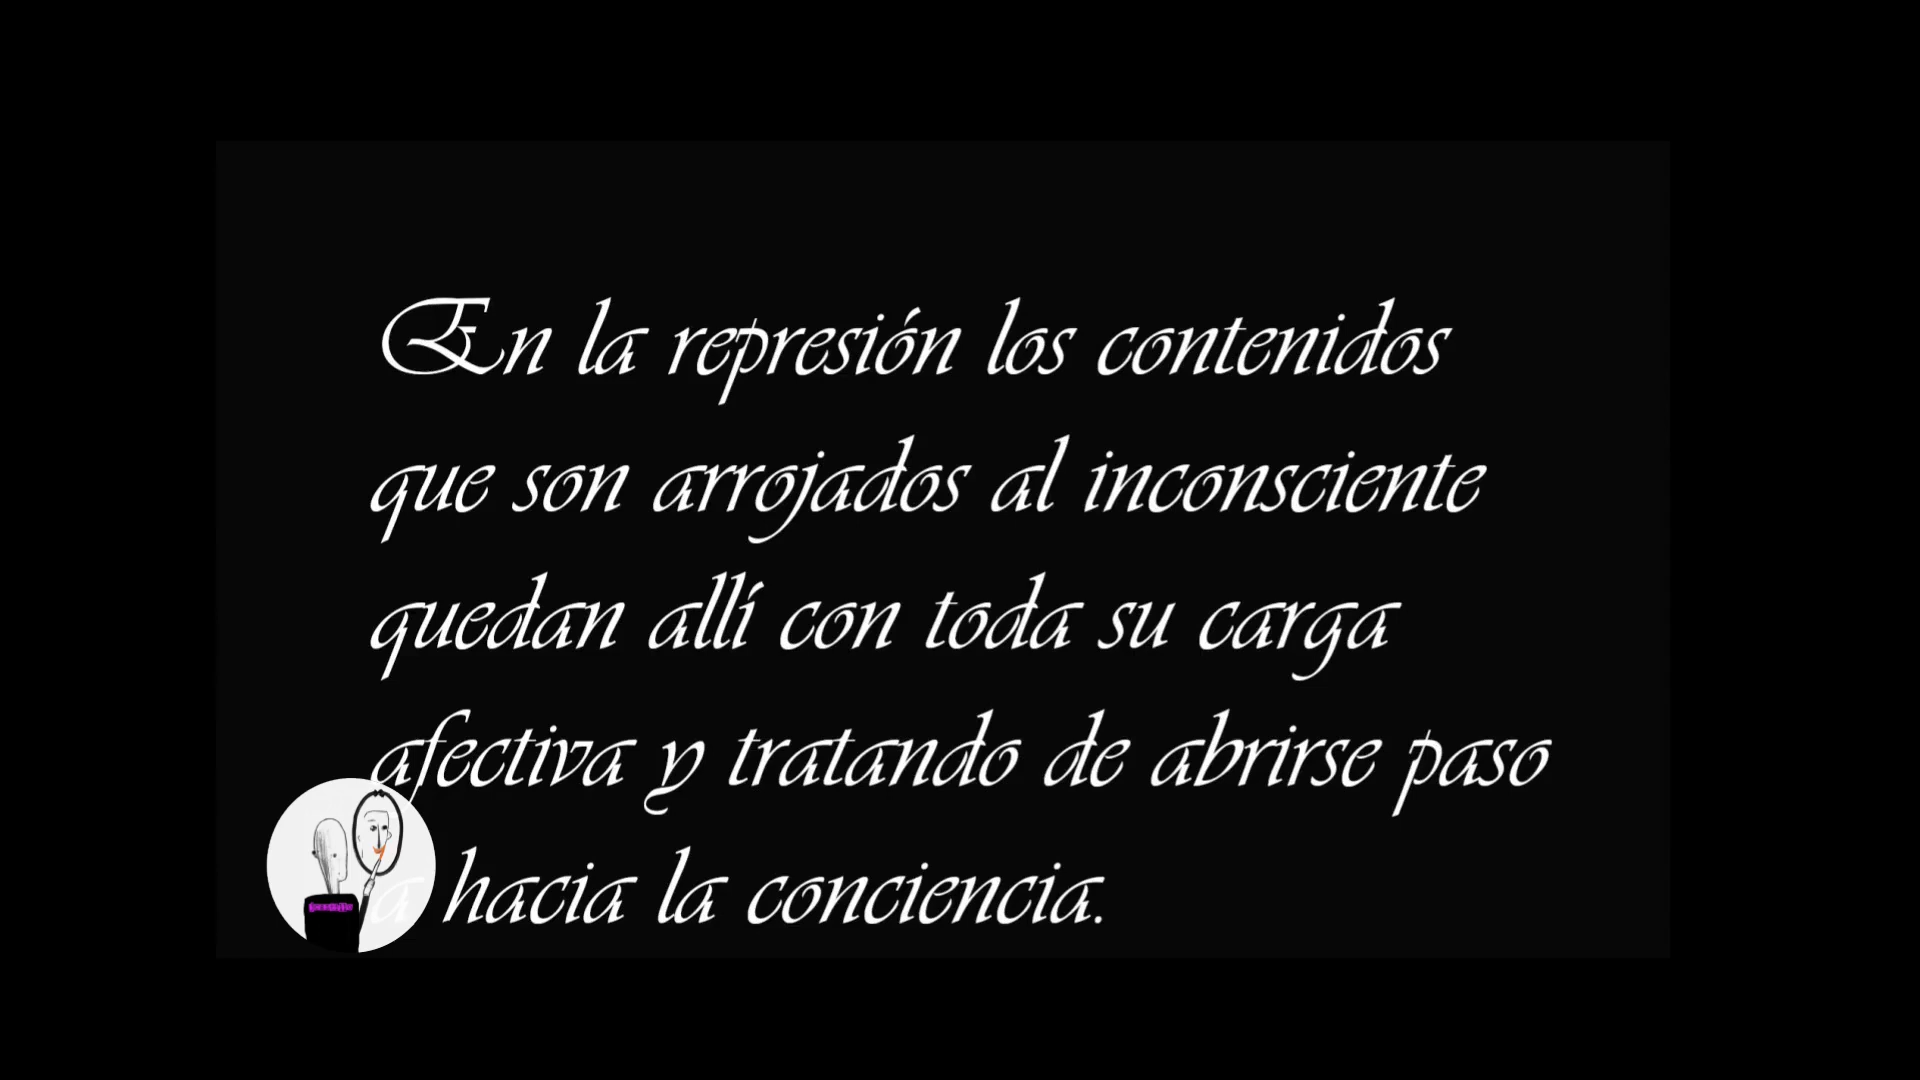 En la represión los contenidos
que son arrojados al inconsciente
quedan allí con toda su carga
afectiva y tratando de abrirse paso
a hacia la conciencia.